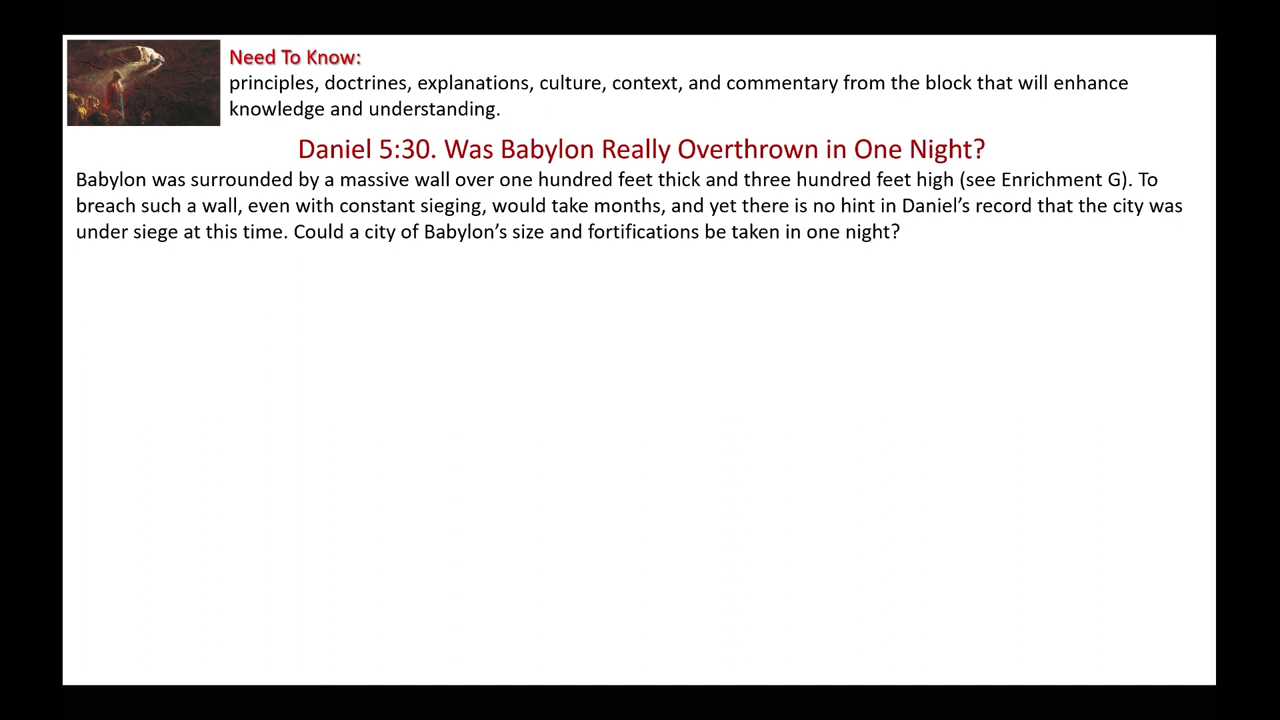 Need To Know:
principles, doctrines, explanations, culture, context, and commentary from the block that will enhance
knowledge and understanding.
Daniel 5:30. Was Babylon Really Overthrown in One Night?
Babylon was surrounded by a massive wall over one hundred feet thick and three hundred feet high (see Enrichment G). To
breach such a wall, even with constant sieging, would take months, and yet there is no hint in Daniel’s record that the city was
under siege at this time. Could a city of Babylon’s size and fortifications be taken in one night?